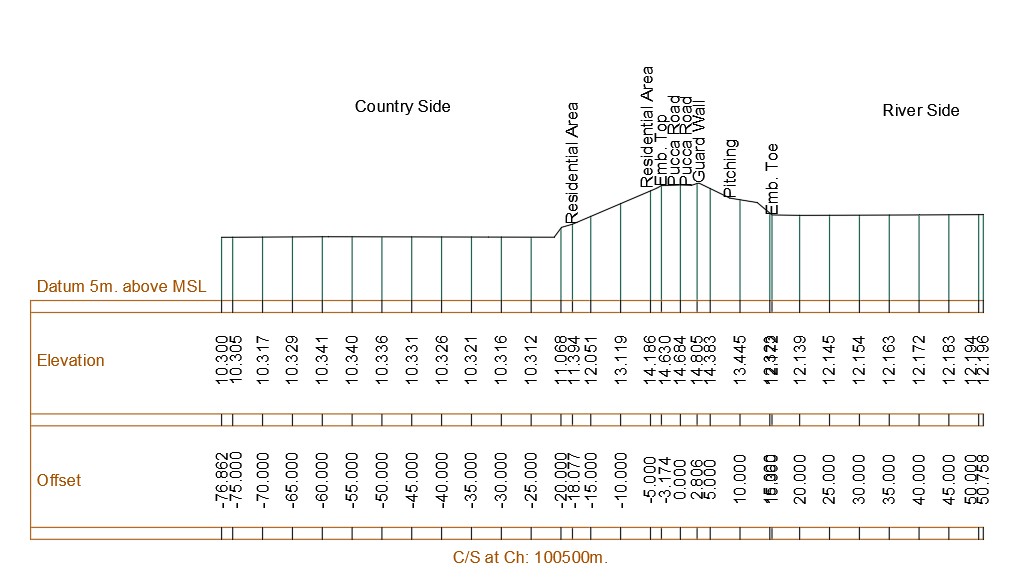 Country Side
River Side
Residential Area
Residential Area
Emb. Top
Pucca Road
Pucca Road
Guard Wall
Pitching
Emb. Toe
Datum 5m. above MSL
Elevation
10.300 10.305 10.317 10.329 10.341 10.340 10.336 10.331 10.326 10.321 10.316 10.312 11.068 11.394 12.051 13.119 14.186 14.630 14.684 14.805 14.383 13.445 12.139 12.145 12.154 12.163 12.172 12.183 12.194 12.196
Offset
-76.862 -75.000 -70.000 -65.000 -60.000 -55.000 -50.000 -45.000 -40.000 -35.000 -30.000 -25.000 -20.000 -18.077 -15.000 -10.000 -5.000 -3.174 0.000 2.806 5.000 10.000 20.000 25.000 30.000 35.000 40.000 45.000 50.000 50.758
C/S at Ch: 100500m.